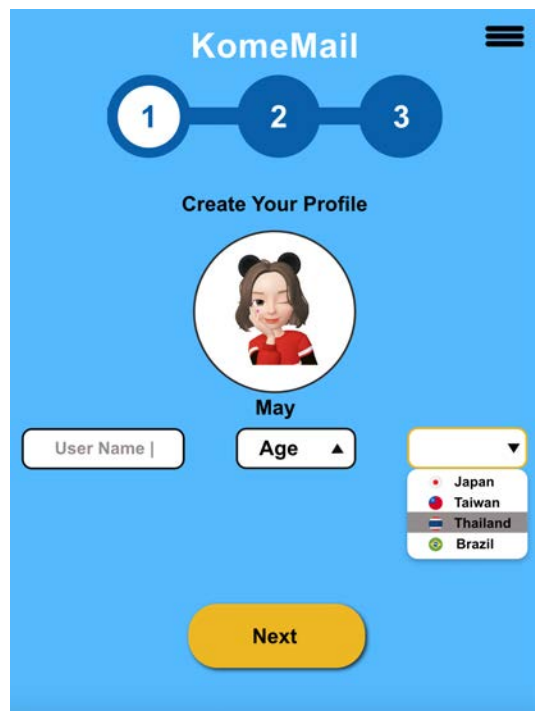 KomeMail
1 2 3
Create Your Profile
May
User Name |
Age
Japan
Taiwan
Thailand
Brazil
Next